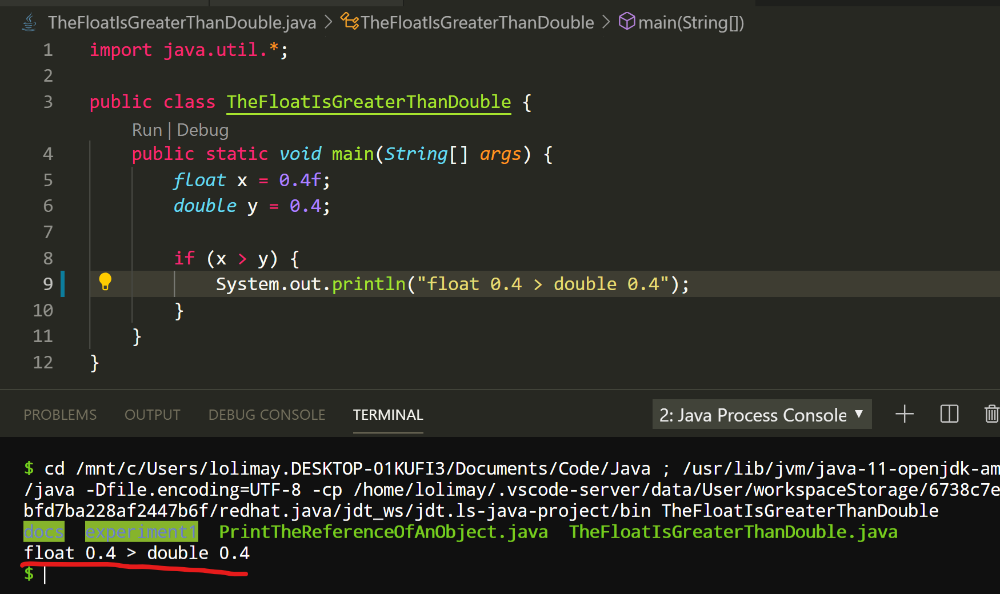 TheFloatIsGreaterThanDouble.java > TheFloatIsGreaterThanDouble > main(String[])
1 import java.util.*;
2
3 public class TheFloatIsGreaterThanDouble {
Run | Debug
4 public static void main(String[] args) {
5 float x = 0.4f;
6 double y = 0.4;
7
8 if (x > y) {
9 System.out.println("float 0.4 > double 0.4");
10 }
11 }
12 }
PROBLEMS OUTPUT DEBUG CONSOLE TERMINAL 2: Java Process Console
$ cd /mnt/c/Users/lolimay.DESKTOP-01KUFI3/Documents/Code/Java ; /usr/lib/jvm/java-11-openjdk-am
/java -Dfile.encoding=UTF-8 -cp /home/lolimay/.vscode-server/data/User/workspaceStorage/6738c7e
bfd7ba228af2447b6f/redhat.java/jdt_ws/jdt.ls-java-project/bin TheFloatIsGreaterThanDouble
docs experiment1 PrintTheReferenceOfAnObject.java TheFloatIsGreaterThanDouble.java
float 0.4 > double 0.4
$